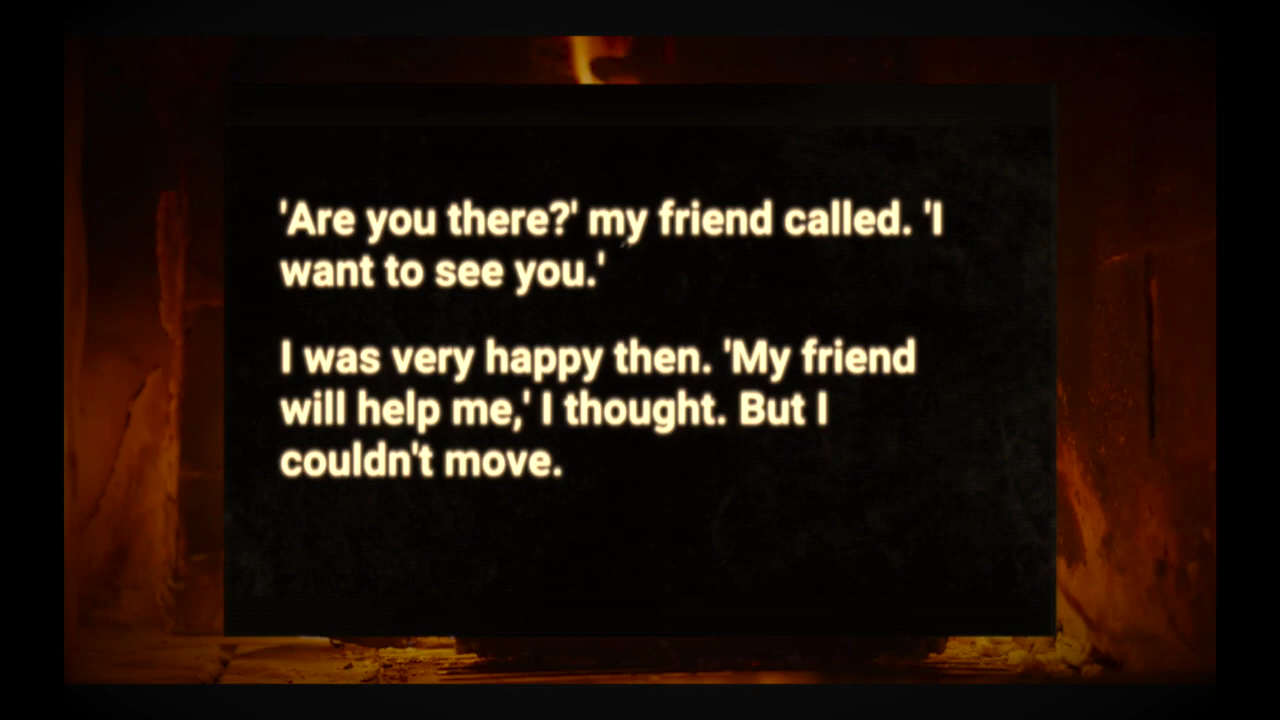 'Are you there?' my friend called. 'I
want to see you.'
I was very happy then. 'My friend
will help me,' I thought. But I
couldn't move.